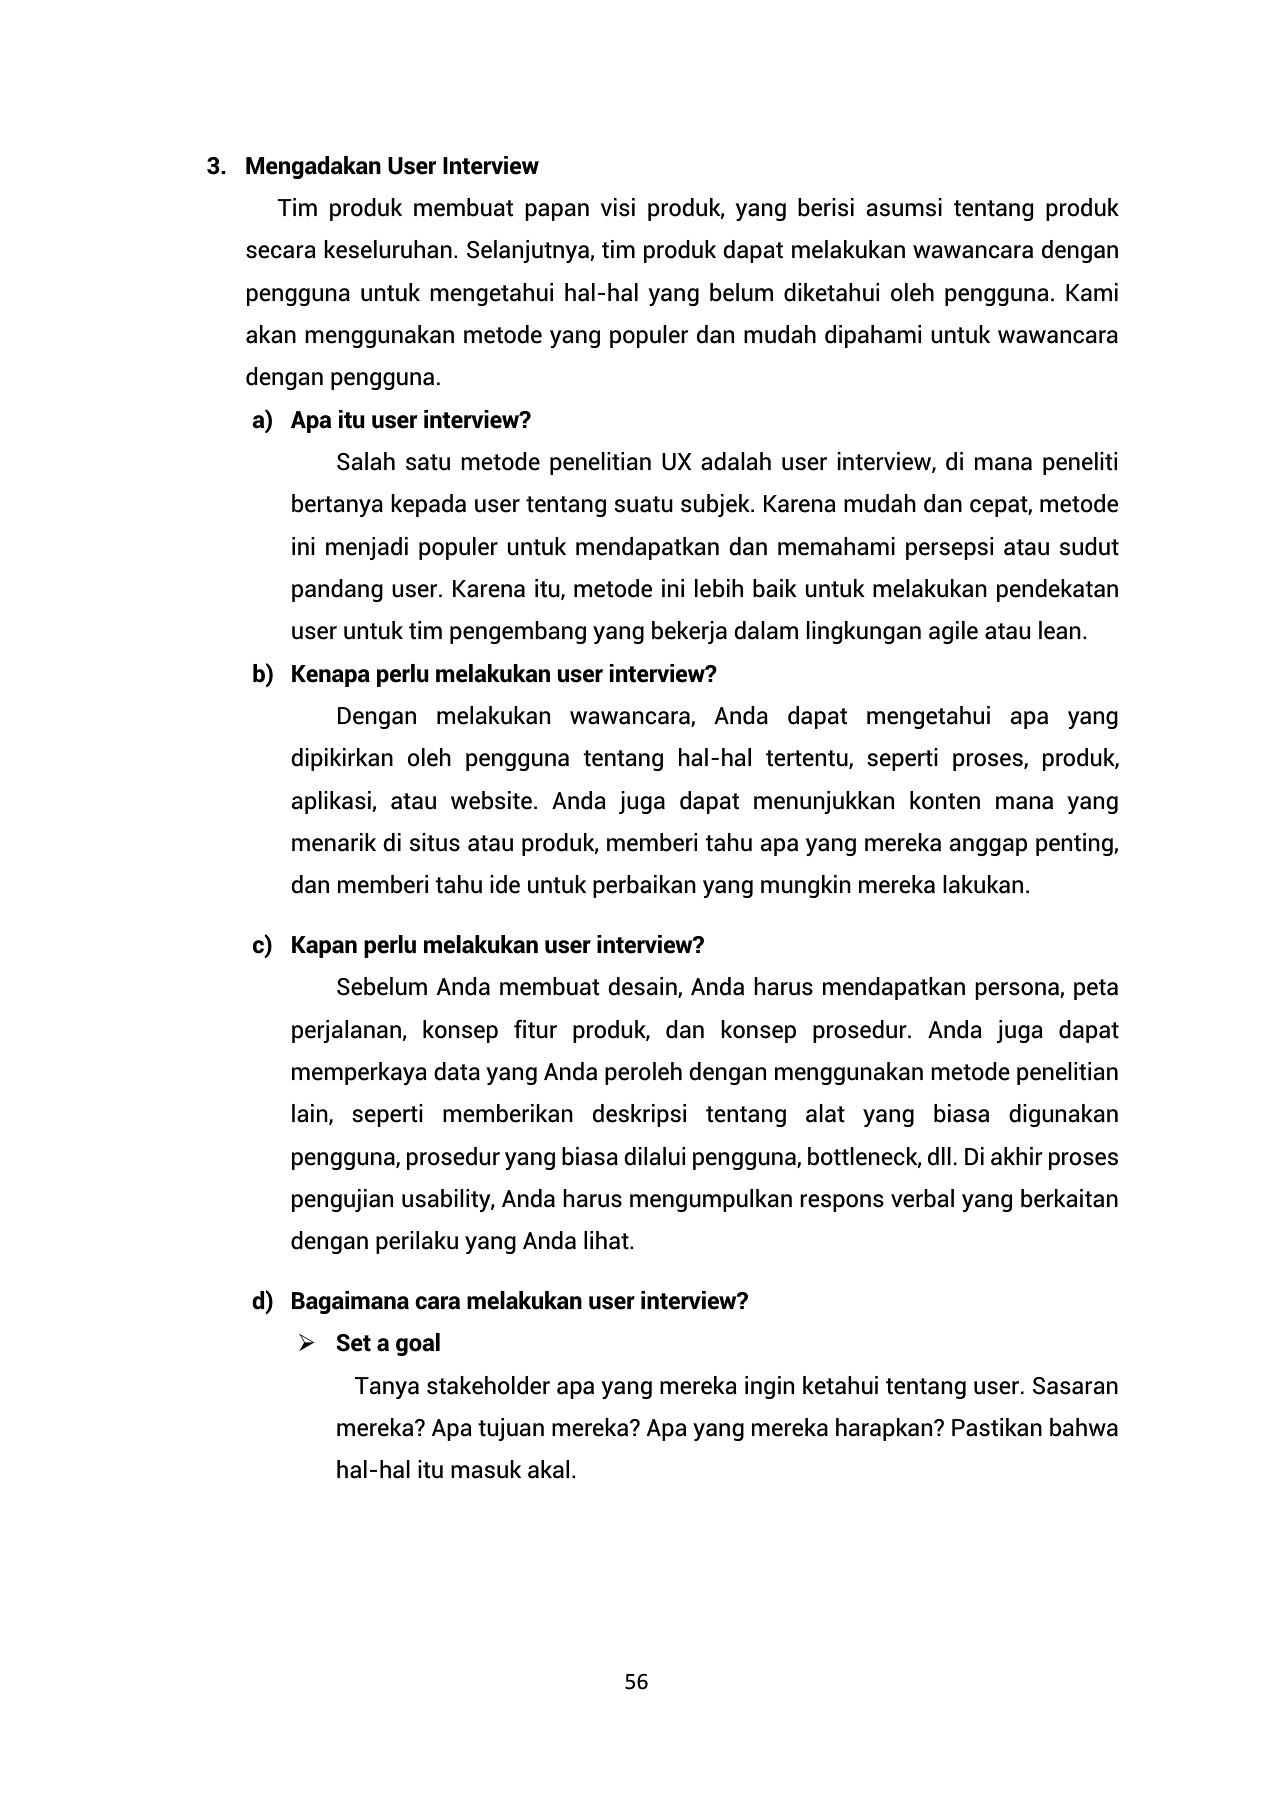 3. Mengadakan User Interview
Tim produk membuat papan visi produk, yang berisi asumsi tentang produk
secara keseluruhan. Selanjutnya, tim produk dapat melakukan wawancara dengan
pengguna untuk mengetahui hal-hal yang belum diketahui oleh pengguna. Kami
akan menggunakan metode yang populer dan mudah dipahami untuk wawancara
dengan pengguna.
a) Apa itu user interview?
Salah satu metode penelitian UX adalah user interview, di mana peneliti
bertanya kepada user tentang suatu subjek. Karena mudah dan cepat, metode
ini menjadi populer untuk mendapatkan dan memahami persepsi atau sudut
pandang user. Karena itu, metode ini lebih baik untuk melakukan pendekatan
user untuk tim pengembang yang bekerja dalam lingkungan agile atau lean.
b) Kenapa perlu melakukan user interview?
Dengan melakukan wawancara, Anda dapat mengetahui apa yang
dipikirkan oleh pengguna tentang hal-hal tertentu, seperti proses, produk,
aplikasi, atau website. Anda juga dapat menunjukkan konten mana yang
menarik di situs atau produk, memberi tahu apa yang mereka anggap penting,
dan memberi tahu ide untuk perbaikan yang mungkin mereka lakukan.
c) Kapan perlu melakukan user interview?
Sebelum Anda membuat desain, Anda harus mendapatkan persona, peta
perjalanan, konsep fitur produk, dan konsep prosedur. Anda juga dapat
memperkaya data yang Anda peroleh dengan menggunakan metode penelitian
lain, seperti memberikan deskripsi tentang alat yang biasa digunakan
pengguna, prosedur yang biasa dilalui pengguna, bottleneck, dll. Di akhir proses
pengujian usability, Anda harus mengumpulkan respons verbal yang berkaitan
dengan perilaku yang Anda lihat.
d) Bagaimana cara melakukan user interview?
➢ Set a goal
Tanya stakeholder apa yang mereka ingin ketahui tentang user. Sasaran
mereka? Apa tujuan mereka? Apa yang mereka harapkan? Pastikan bahwa
hal-hal itu masuk akal.
56